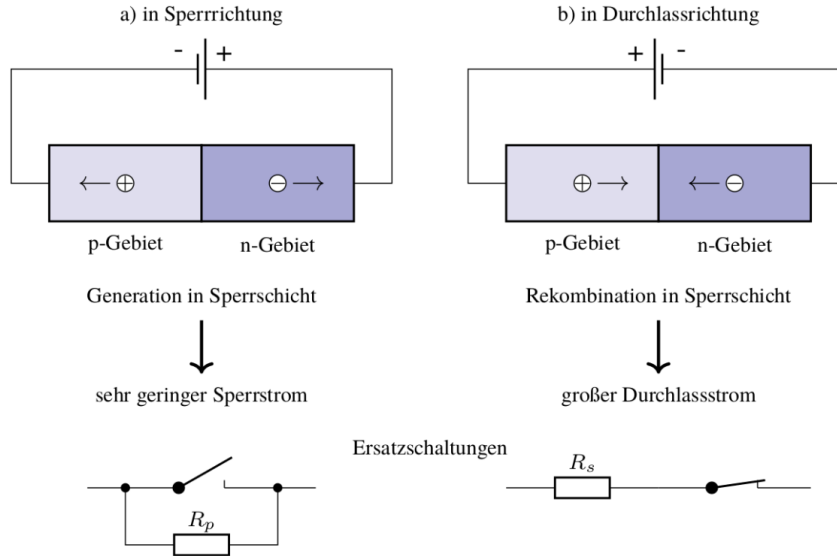 a) in Sperrrichtung
b) in Durchlassrichtung
- +
+ -
p-Gebiet
n-Gebiet
p-Gebiet
n-Gebiet
Generation in Sperrschicht
Rekombination in Sperrschicht
sehr geringer Sperrstrom
großer Durchlassstrom
Ersatzschaltungen
R_s
R_p